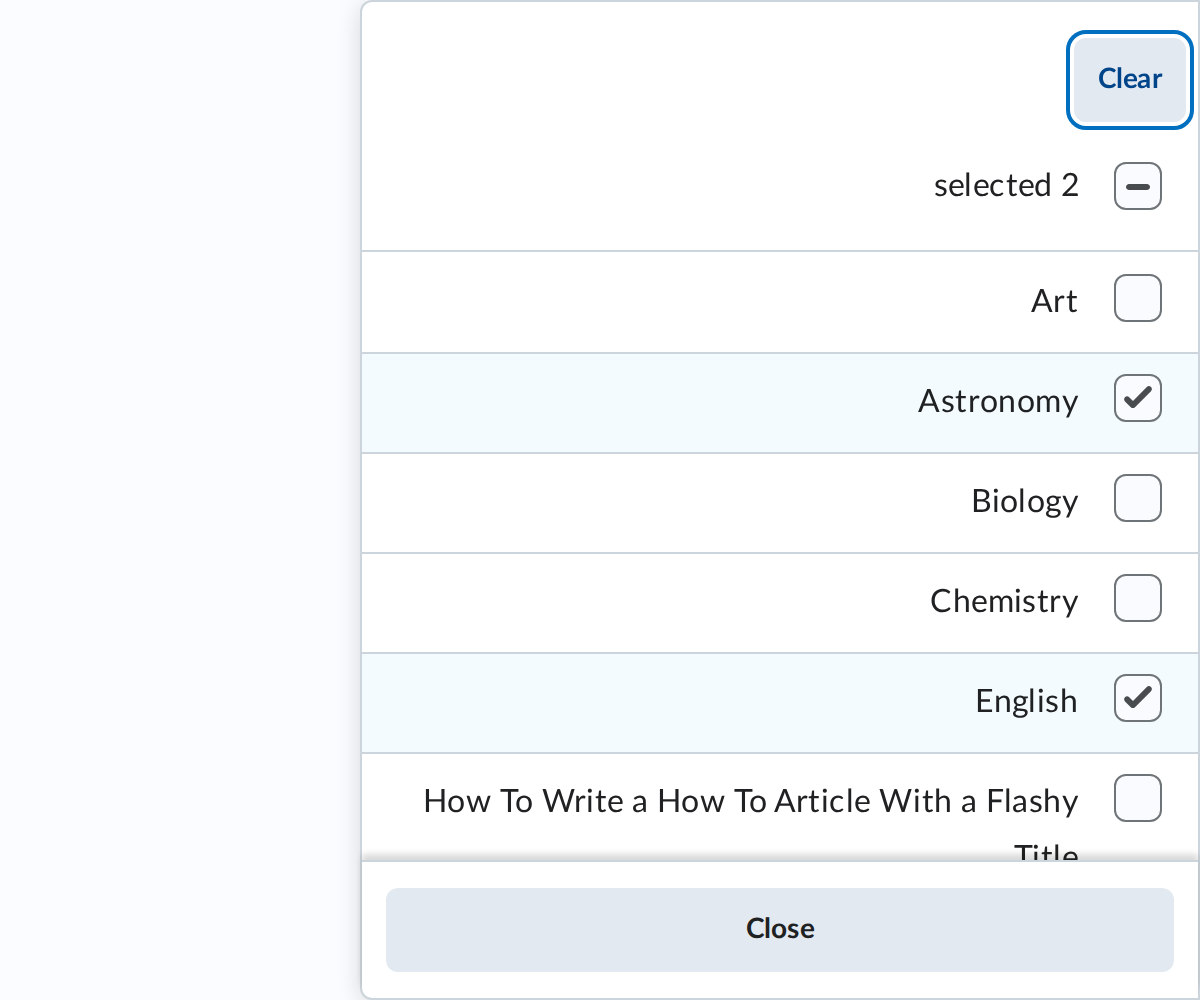 Clear
selected 2
Art
Astronomy
Biology
Chemistry
English
How To Write a How To Article With a Flashy
Title
Close